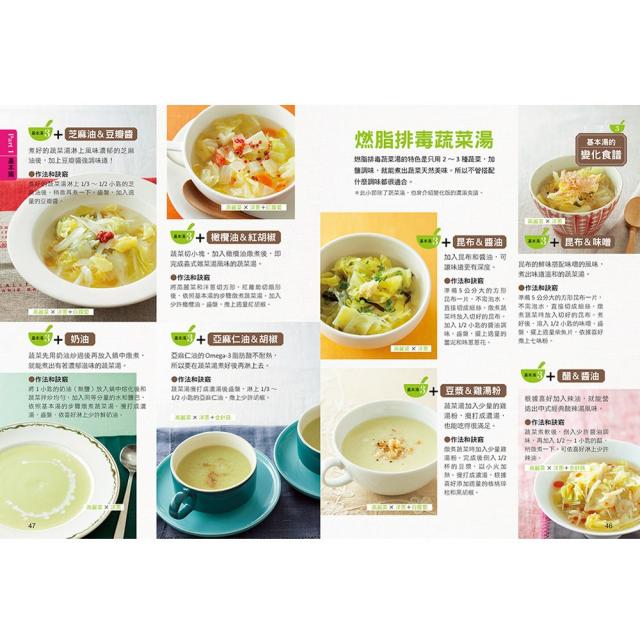 基本湯的
變化食譜
燃脂排毒蔬菜湯
燃脂排毒蔬菜湯的特色是只用 2 ~ 3 種蔬菜,加
鹽調味,就能煮出蔬菜天然美味,所以不管搭配
什麼調味都很適合。
*此小節除了蔬菜湯,也會介紹變化版的濃湯食譜。
高麗菜 × 洋蔥
基本湯 3 + 昆布&味噌
昆布的鮮味搭配味噌的風味,
煮出味道溫和的蔬菜湯。
●作法和訣竅
準備 5 公分大的方形
昆布一片,不需泡水,
直接切成細絲。燉煮蔬
菜時放入切好的昆布。煮
好後,溶入 1/2 小匙的味噌,鹵
盛盤,擺上適量柴魚片,依據喜好
撒上七味粉。
基本湯 3 + 昆布&醬油
加入昆布和醬油,可
讓味道更有深度。
●作法和訣竅
準備 5 公分大的方形
昆布一片,不需泡水,
直接切成細絲。燉煮蔬
菜時放入切好的昆布,
加入 1/2 小匙的醬油調
味,盛盤,擺上適量的
高麗菜 × 洋蔥
基本湯 3 + 醋&醬油
根據喜好加入辣油,就能營
造出中式經典酸辣湯風味。
●作法和訣竅
蔬菜煮軟後,倒入少許醬油調
味,再加入 1/2 ~ 1 小匙的醋,
稍微煮一下。可依喜好淋上少許
辣油。
高麗菜 × 洋蔥+金針菇
46
基本湯 3 + 豆漿&雞湯粉
蔬菜湯加入少量的雞
湯粉,慢打成濃湯,
也能吃得很滿足。
●作法和訣竅
燉煮蔬菜時加入少量雞
湯粉。完成後倒入 1/2
杯的豆漿,以小火加
熱。慢打成濃湯,根據
喜好添加適量的核桃碎
粒和黑胡椒。
高麗菜 × 洋蔥+白蘿蔔
Part 1
基本湯
基本湯 3 + 芝麻油&豆瓣醬
煮好的蔬菜湯淋上風味濃郁的芝麻
油後,加上豆瓣醬強調味道!
●作法和訣竅
煮好的蔬菜湯淋上 1/3 ~ 1/2 小匙的芝
麻油後,稍微再煮一下。盛盤,加入適
量的豆瓣醬。
高麗菜 × 洋蔥+白蘿蔔
高麗菜 × 洋蔥+紅蘿蔔
基本湯 3 + 橄欖油&紅胡椒
蔬菜切小塊,加入橄欖油燉煮後,即
完成義式雜菜湯風味的蔬菜湯。
●作法和訣竅
將高麗菜和洋蔥切方形,紅蘿蔔切扇形
後,依照基本湯的步驟燉煮蔬菜湯。加入
少許橄欖油。盛盤,撒上適量紅胡椒。
基本湯 3 + 奶油
蔬菜先用奶油炒過後再放入鍋中燉煮,
就能煮出有著濃郁滋味的蔬菜湯。
●作法和訣竅
將 1 小匙的奶油(無鹽)放入鍋中熔化後和
蔬菜拌炒均勻,加入同等分量的水和鹽巴,
依照基本湯的步驟燉煮蔬菜湯。慢打成濃
湯,盛盤,依喜好淋上少許鮮奶油。
高麗菜 × 洋蔥
47
基本湯 3 + 亞麻仁油&胡椒
亞麻仁油的 Omega-3 脂肪酸不耐熱,
所以要在蔬菜湯煮好後再淋上去。
●作法和訣竅
蔬菜湯慢打成濃湯後盛盤,淋上 1/3 ~
1/2 小匙的亞麻仁油,撒上少許胡椒。
高麗菜 × 洋蔥+金針菇